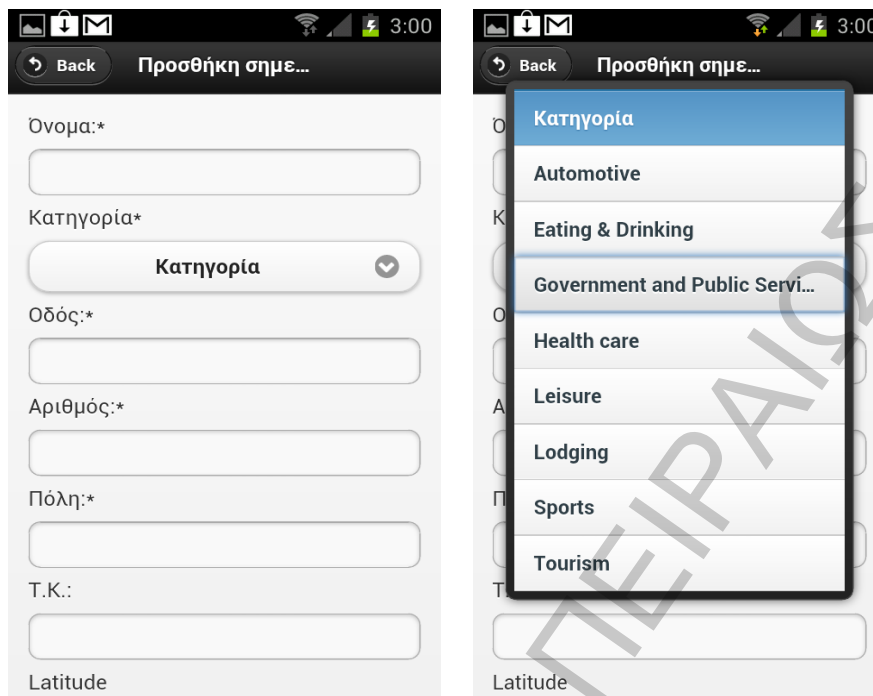 3:00
Back Προσθήκη σημε...
Όνομα:*
Κατηγορία*
Κατηγορία
Οδός:*
Αριθμός:*
Πόλη:*
Τ.Κ.:
Latitude
3:00
Back Προσθήκη σημε...
Κατηγορία
Automotive
Eating & Drinking
Government and Public Servi...
Health care
Leisure
Lodging
Sports
Tourism
Latitude
ΠΕΙΡΑΙΩΣ